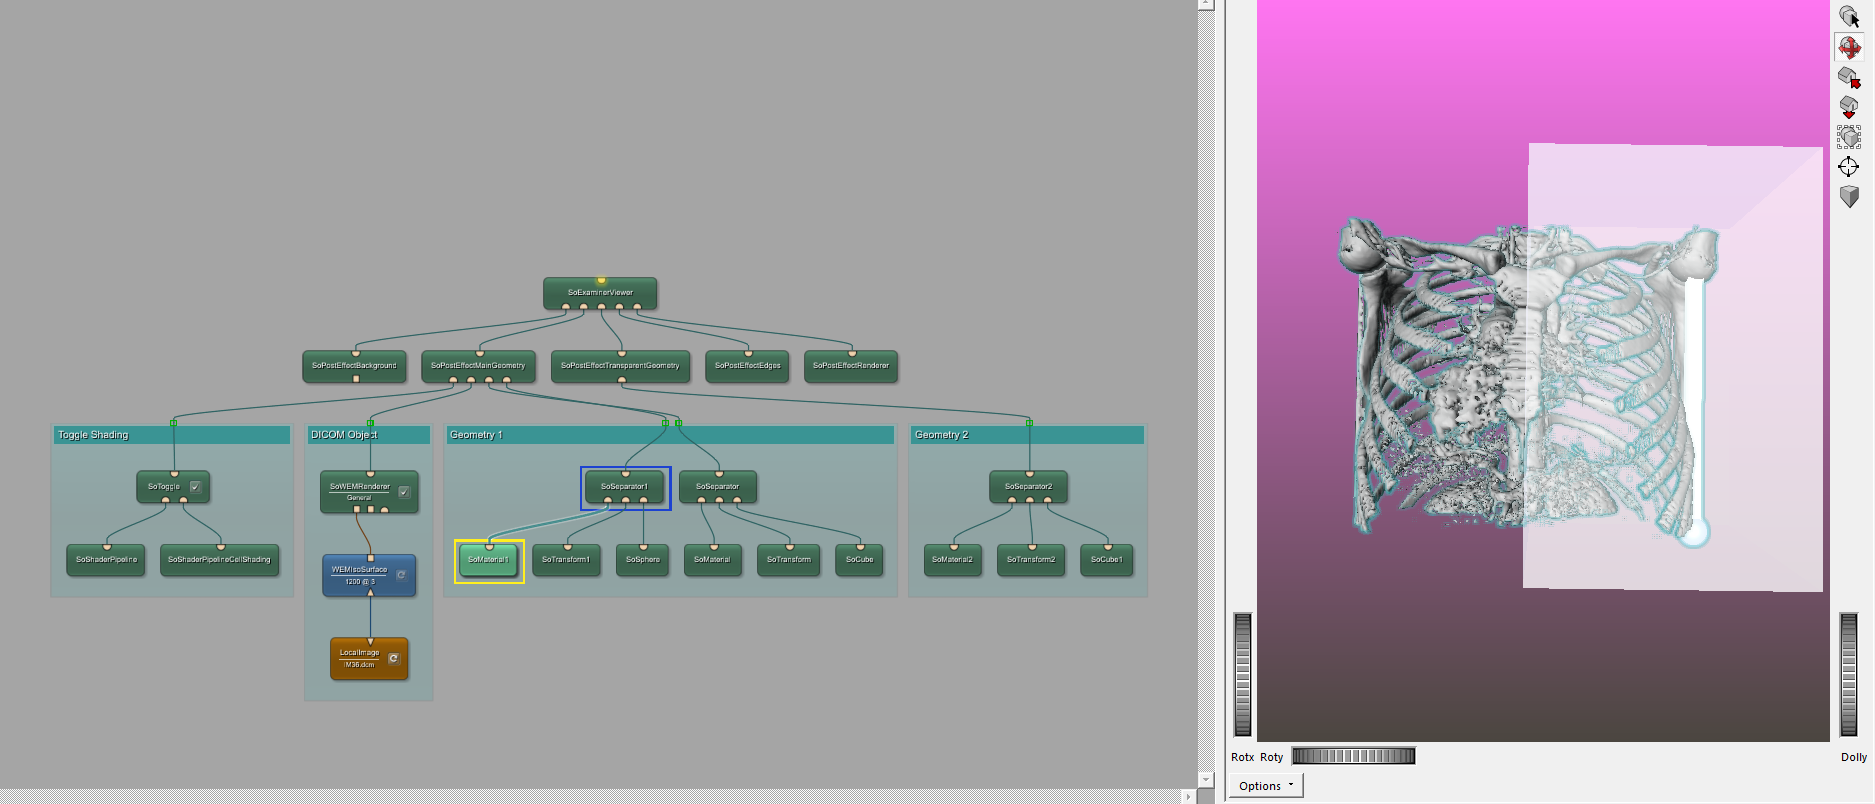 SoExaminerViewer
SoPostEffectBackground
SoPostEffectMainGeometry
SoPostEffectTransparentGeometry
SoPostEffectEdges
SoPostEffectRenderer
Toggle Shading
DICOM Object
Geometry 1
Geometry 2
SoToggle
SoWEMRenderer
General
SoSeparator1
SoSeparator
SoSeparator2
SoShaderPipeline
SoShaderPipelineCellShading
WEMIsoSurface
1200 @ 3
SoMaterial1
SoTransform1
SoSphere
SoMaterial
SoTransform
SoCube
SoMaterial2
SoTransform2
SoCube1
LocalImage
IM36.dcm
Rotx Roty
Dolly
Options